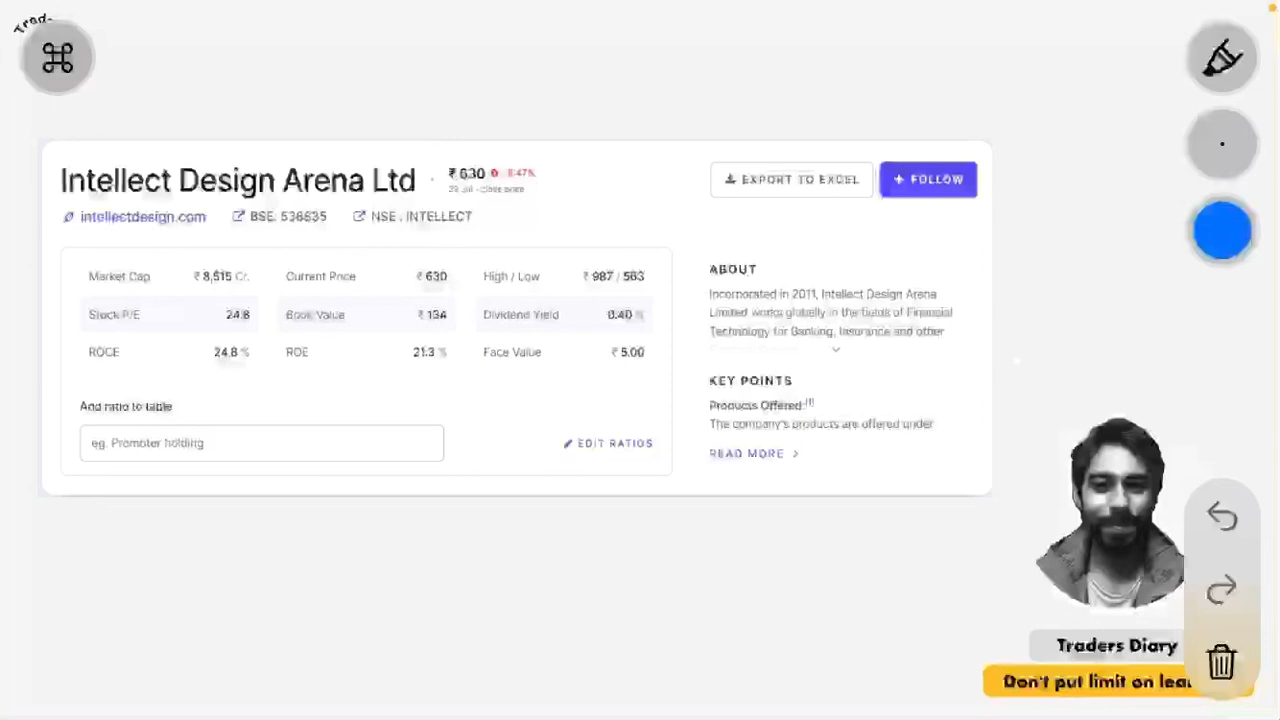 Trad-
Intellect Design Arena Ltd
₹ 630
5.47%
intellectdesign.com
BSE: 538835
NSE : INTELLECT
EXPORT TO EXCEL
+ FOLLOW
Market Cap ₹ 8,515 Cr.
Current Price ₹ 630
High / Low ₹ 987 / 563
Stock P/E 24.8
Book Value ₹ 134
Dividend Yield 0.40 %
ROCE 24.8 %
ROE 21.3 %
Face Value ₹ 5.00
Add ratio to table
eg. Promoter holding
EDIT RATIOS
ABOUT
Incorporated in 2011, Intellect Design Arena
Limited works globally in the fields of Financial
Technology for Banking, Insurance and other
KEY POINTS
Products Offered: [1]
The company's products are offered under
READ MORE
Traders Diary
Don't put limit on lear